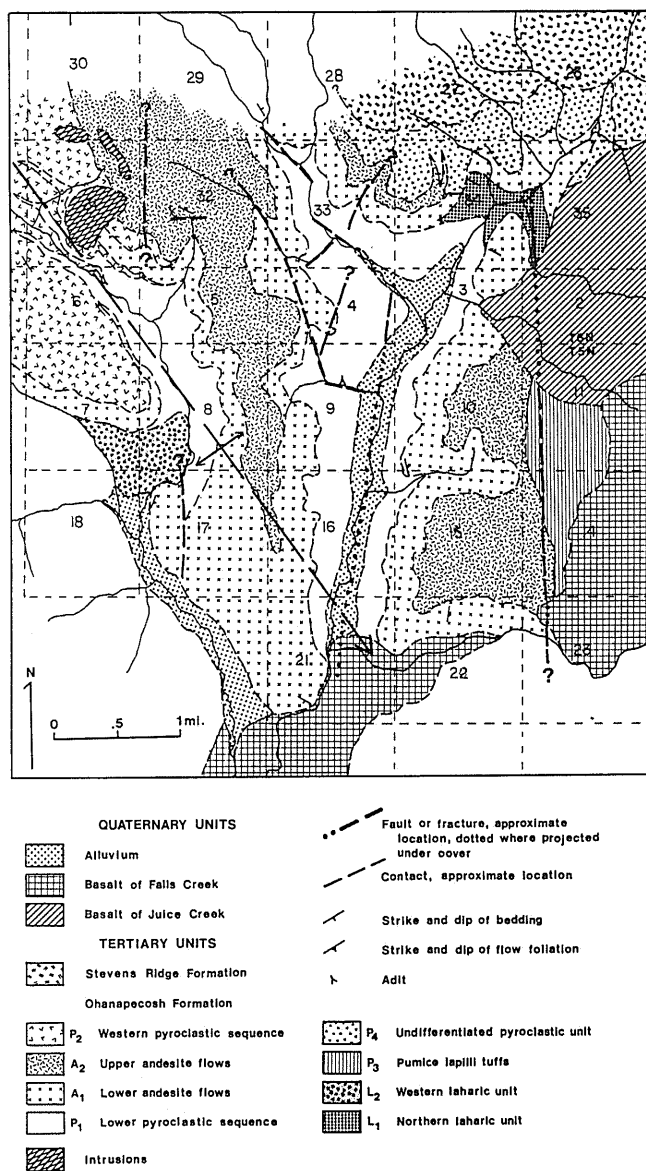 30 29 28 27 26
?
32 ? 33 ? 35
? ?
6 5 4 3 2
7 8 9 10 11
?
18 17 16 15 14
21 22 23
N
?
0 .5 1mi.
QUATERNARY UNITS
Alluvium
Basalt of Falls Creek
Basalt of Juice Creek
TERTIARY UNITS
Stevens Ridge Formation
Ohanapecosh Formation
P2 Western pyroclastic sequence
A2 Upper andesite flows
A1 Lower andesite flows
P1 Lower pyroclastic sequence
Intrusions
Fault or fracture, approximate
location, dotted where projected
under cover
Contact, approximate location
Strike and dip of bedding
Strike and dip of flow foliation
Adit
P4 Undifferentiated pyroclastic unit
P3 Pumice lapilli tuffs
L2 Western laharic unit
L1 Northern laharic unit